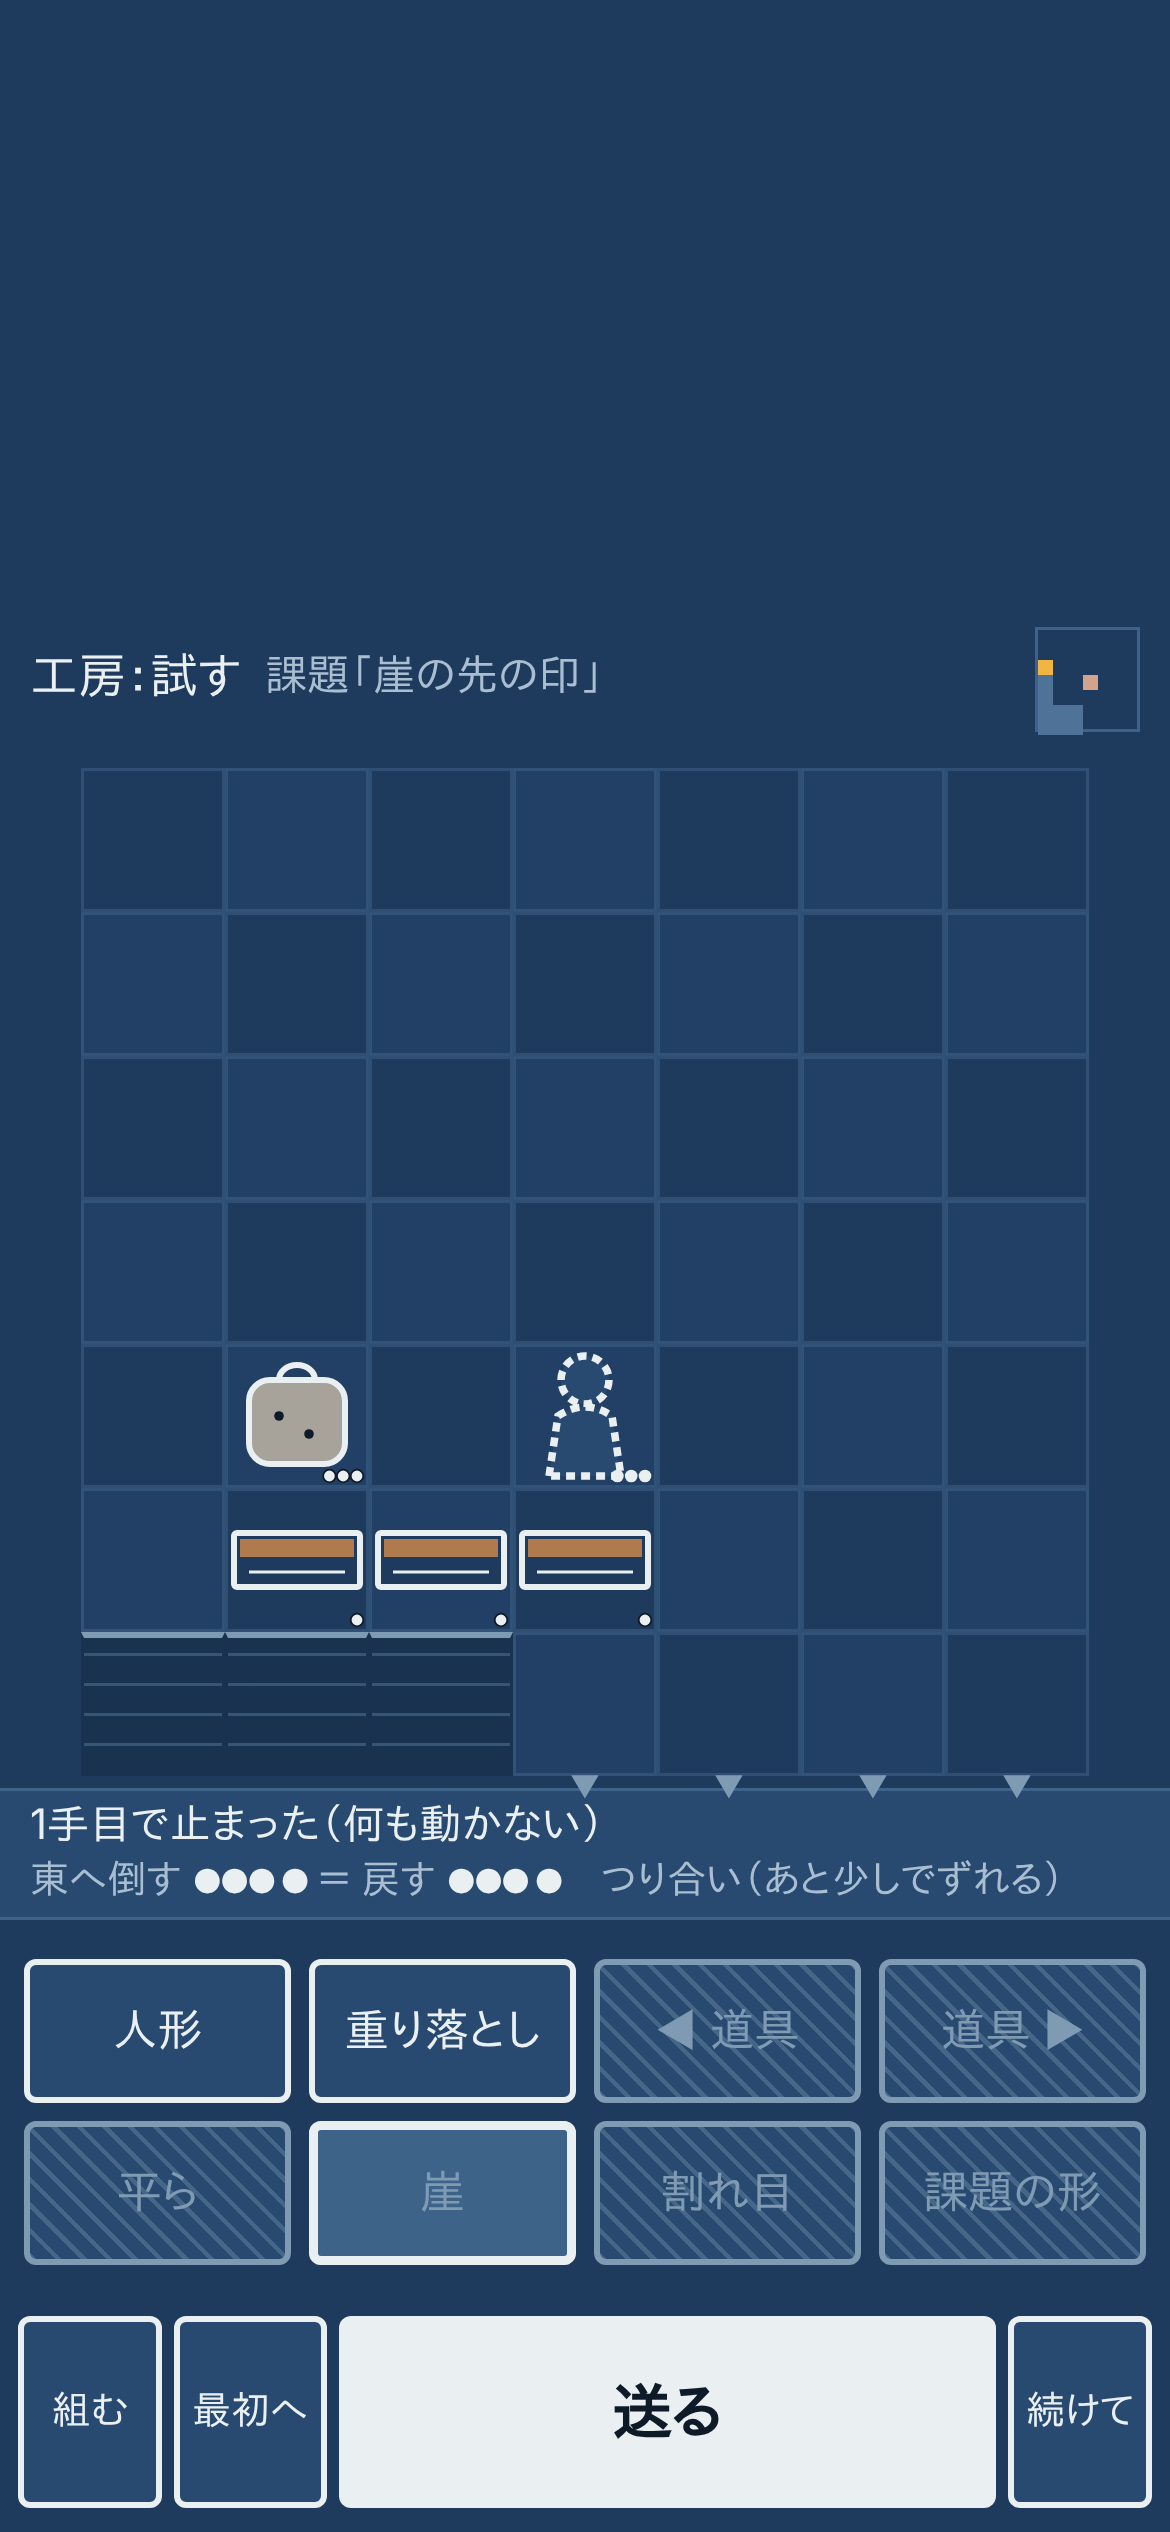 工房:試す 課題「崖の先の印」
1手目で止まった(何も動かない)
東へ倒す ●●●● = 戻す ●●●● つり合い(あと少しでずれる)
人形 重り落とし ◀ 道具 道具 ▶
平ら 崖 割れ目 課題の形
組む 最初へ 送る 続けて